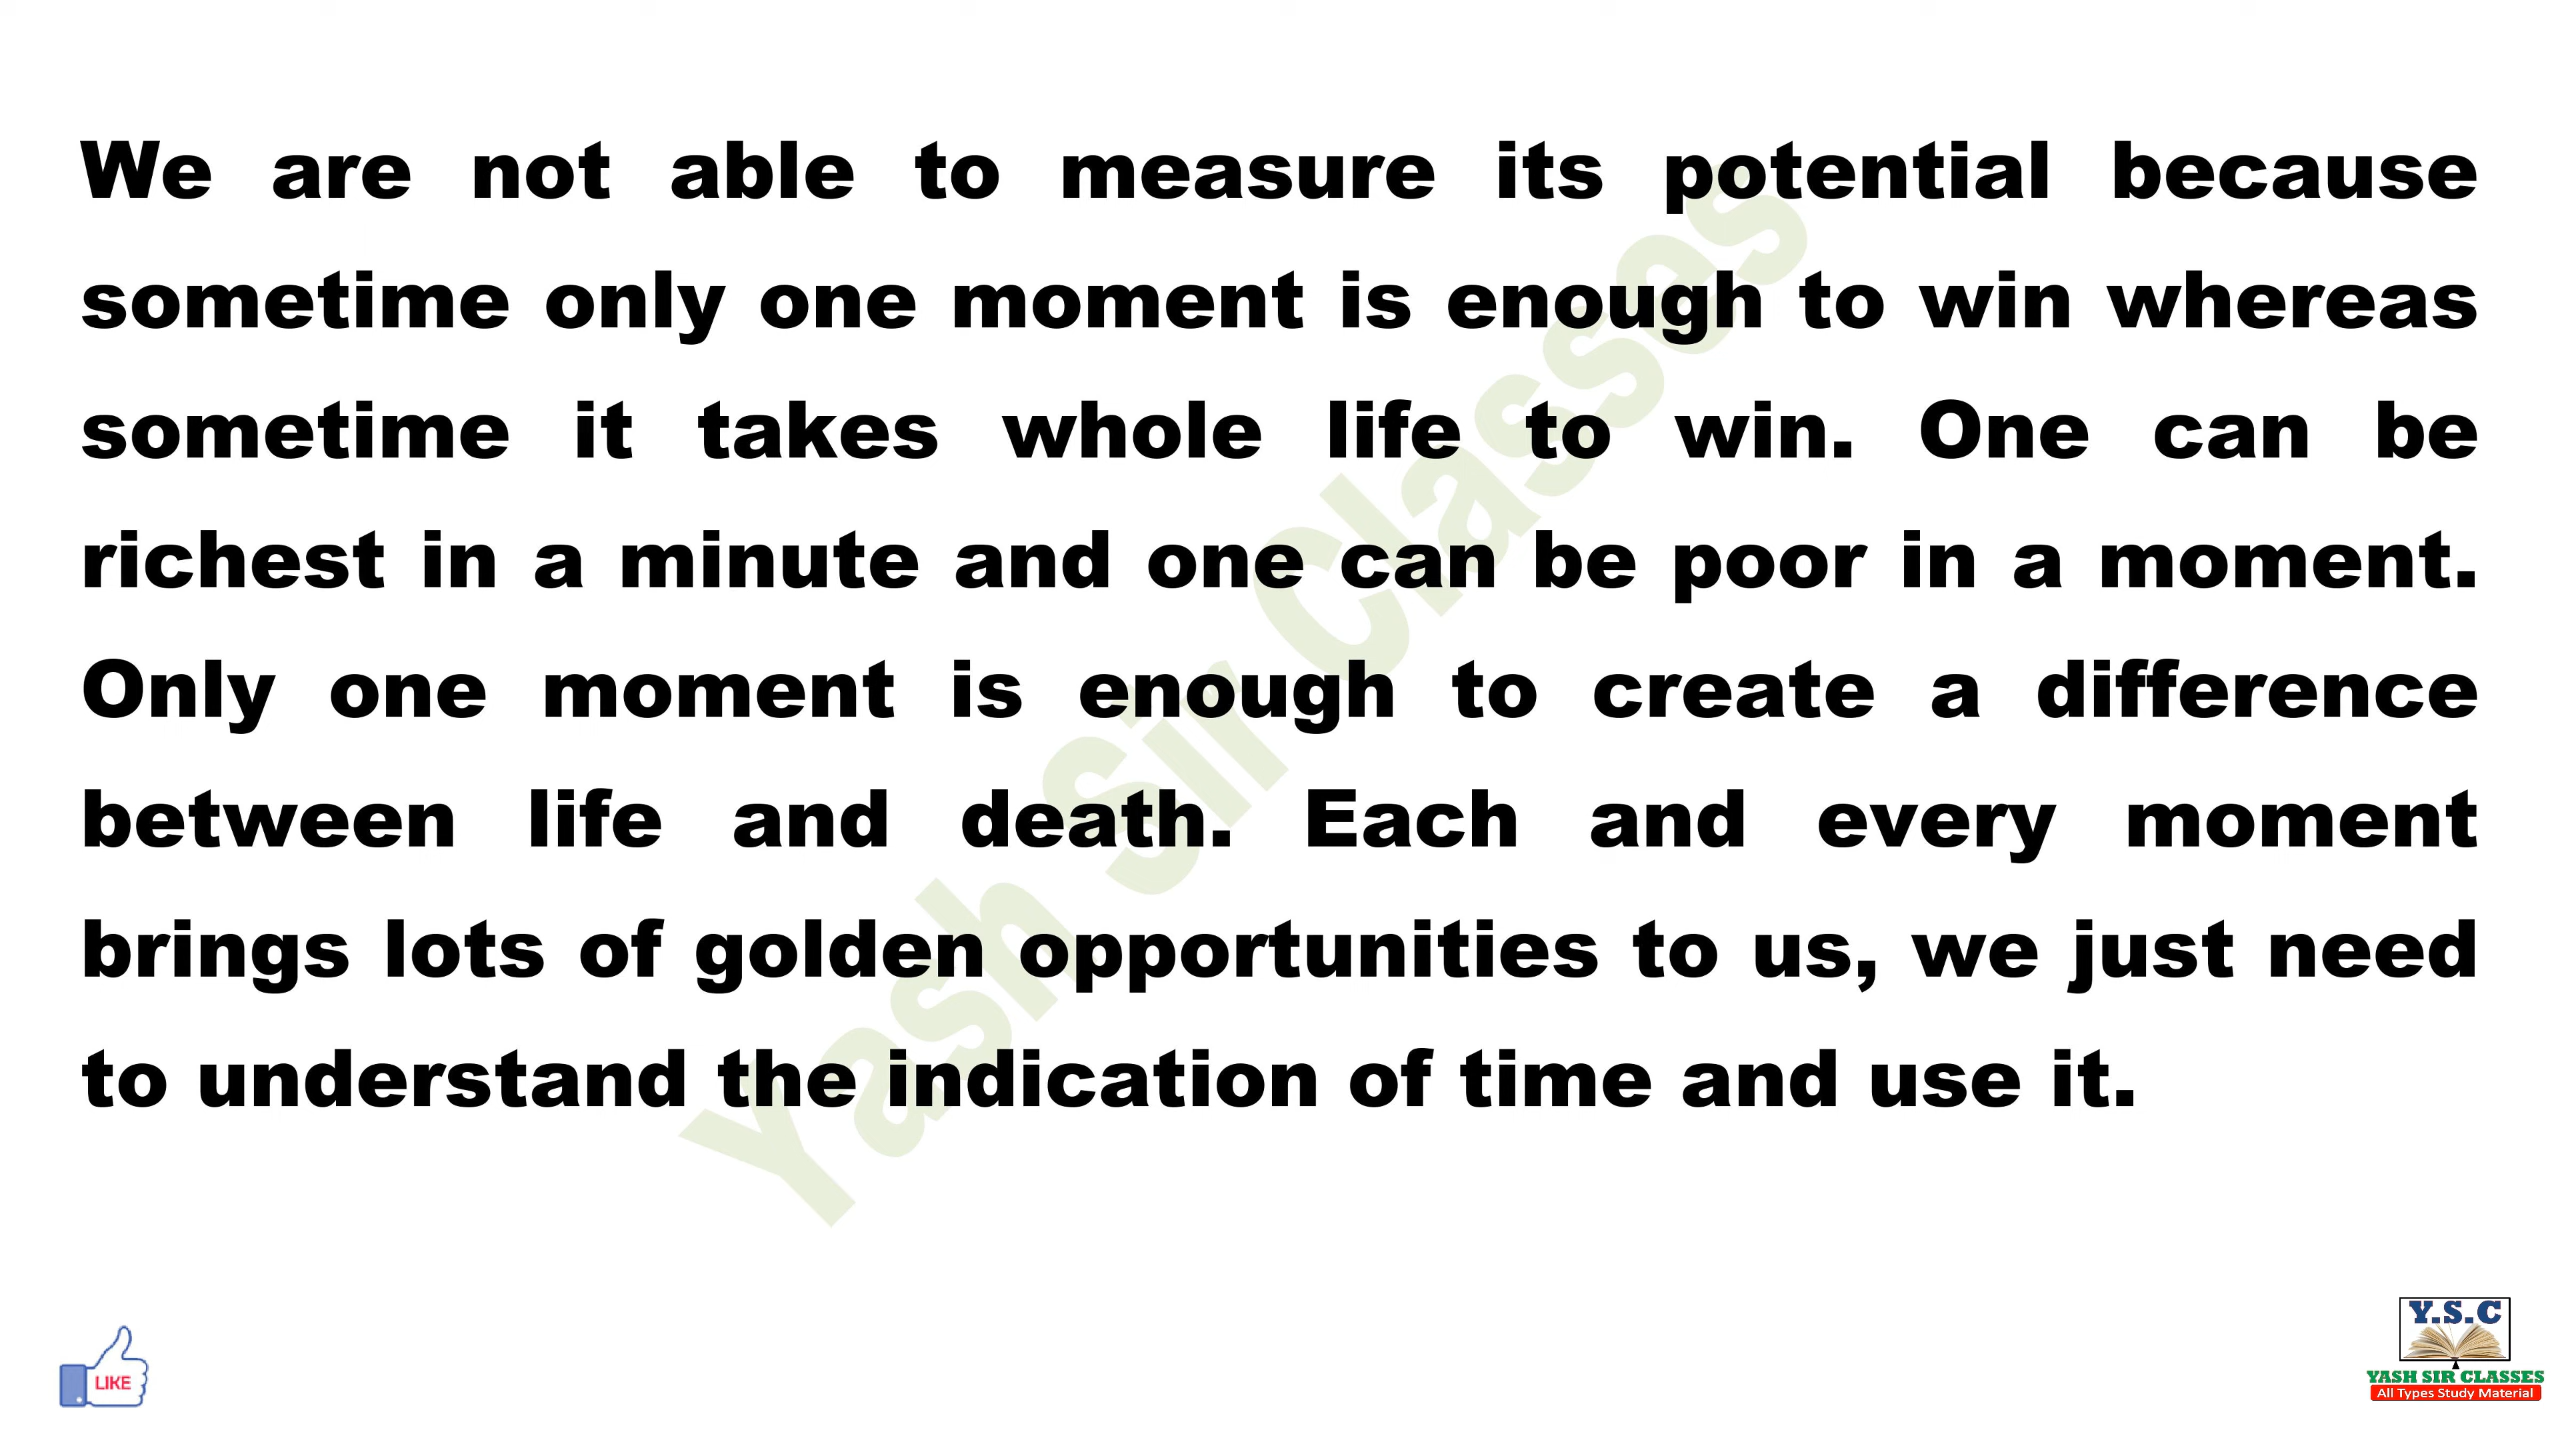 We are not able to measure its potential because
sometime only one moment is enough to win whereas
sometime it takes whole life to win. One can be
richest in a minute and one can be poor in a moment.
Only one moment is enough to create a difference
between life and death. Each and every moment
brings lots of golden opportunities to us, we just need
to understand the indication of time and use it.
Yash Sir Classes
LIKE
Y.S.C
YASH SIR CLASSES
All Types Study Material